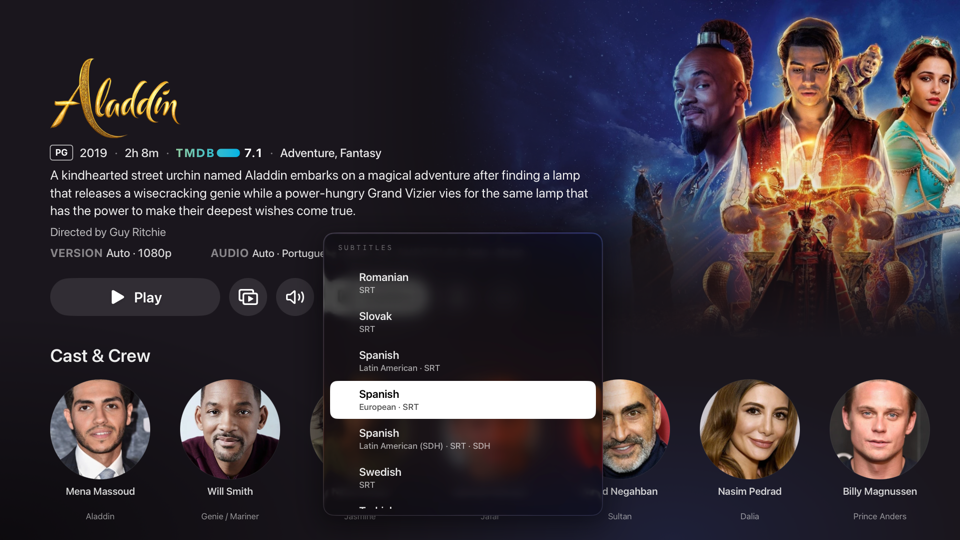 Aladdin
PG 2019 · 2h 8m · TMDB 7.1 · Adventure, Fantasy
A kindhearted street urchin named Aladdin embarks on a magical adventure after finding a lamp
that releases a wisecracking genie while a power-hungry Grand Vizier vies for the same lamp that
has the power to make their deepest wishes come true.
Directed by Guy Ritchie
VERSION Auto · 1080p AUDIO Auto · Portugue
SUBTITLES
Romanian
SRT
Slovak
SRT
Spanish
Latin American · SRT
Spanish
European · SRT
Spanish
Latin American (SDH) · SRT · SDH
Swedish
SRT
Play
Cast & Crew
Mena Massoud
Aladdin
Will Smith
Genie / Mariner
Jasmine
Jafar
Negahban
Sultan
Nasim Pedrad
Dalia
Billy Magnussen
Prince Anders